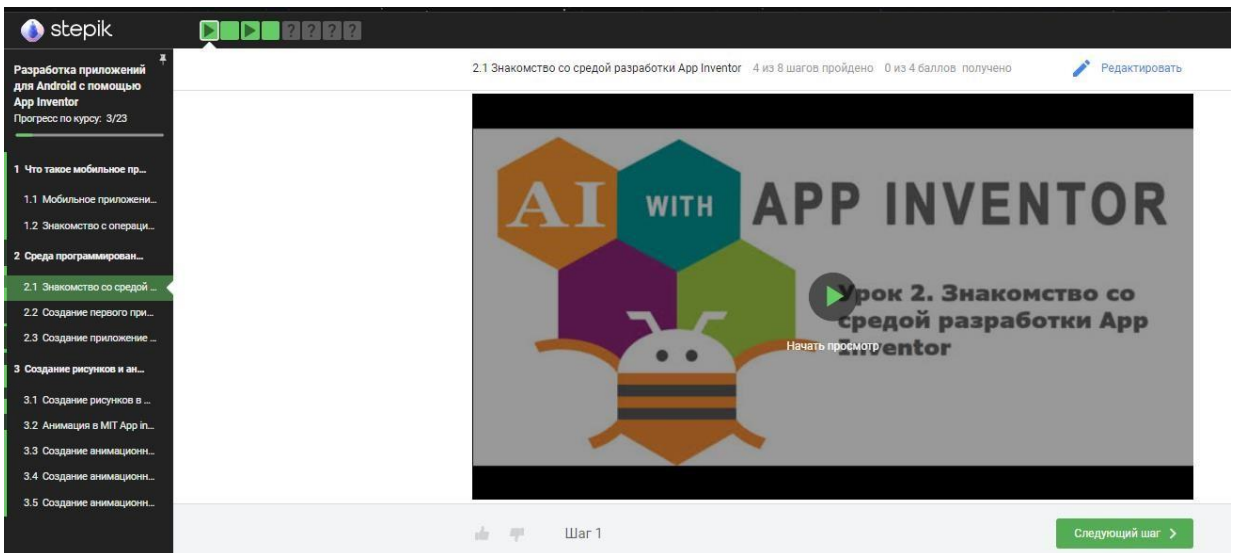 stepik
? ? ? ?
Разработка приложений
для Android с помощью
App Inventor
Прогресс по курсу: 3/23
1 Что такое мобильное пр...
1.1 Мобильное приложени...
1.2 Знакомство с операци...
2 Среда программирован...
2.1 Знакомство со средой ...
2.2 Создание первого при...
2.3 Создание приложение ...
3 Создание рисунков и ан...
3.1 Создание рисунков в ...
3.2 Анимация в MIT App in...
3.3 Создание анимационн...
3.4 Создание анимационн...
3.5 Создание анимационн...
2.1 Знакомство со средой разработки App Inventor 4 из 8 шагов пройдено 0 из 4 баллов получено
Редактировать
AI WITH APP INVENTOR
Урок 2. Знакомство со
средой разработки App
Inventor
Начать просмотр
Шаг 1
Следующий шаг